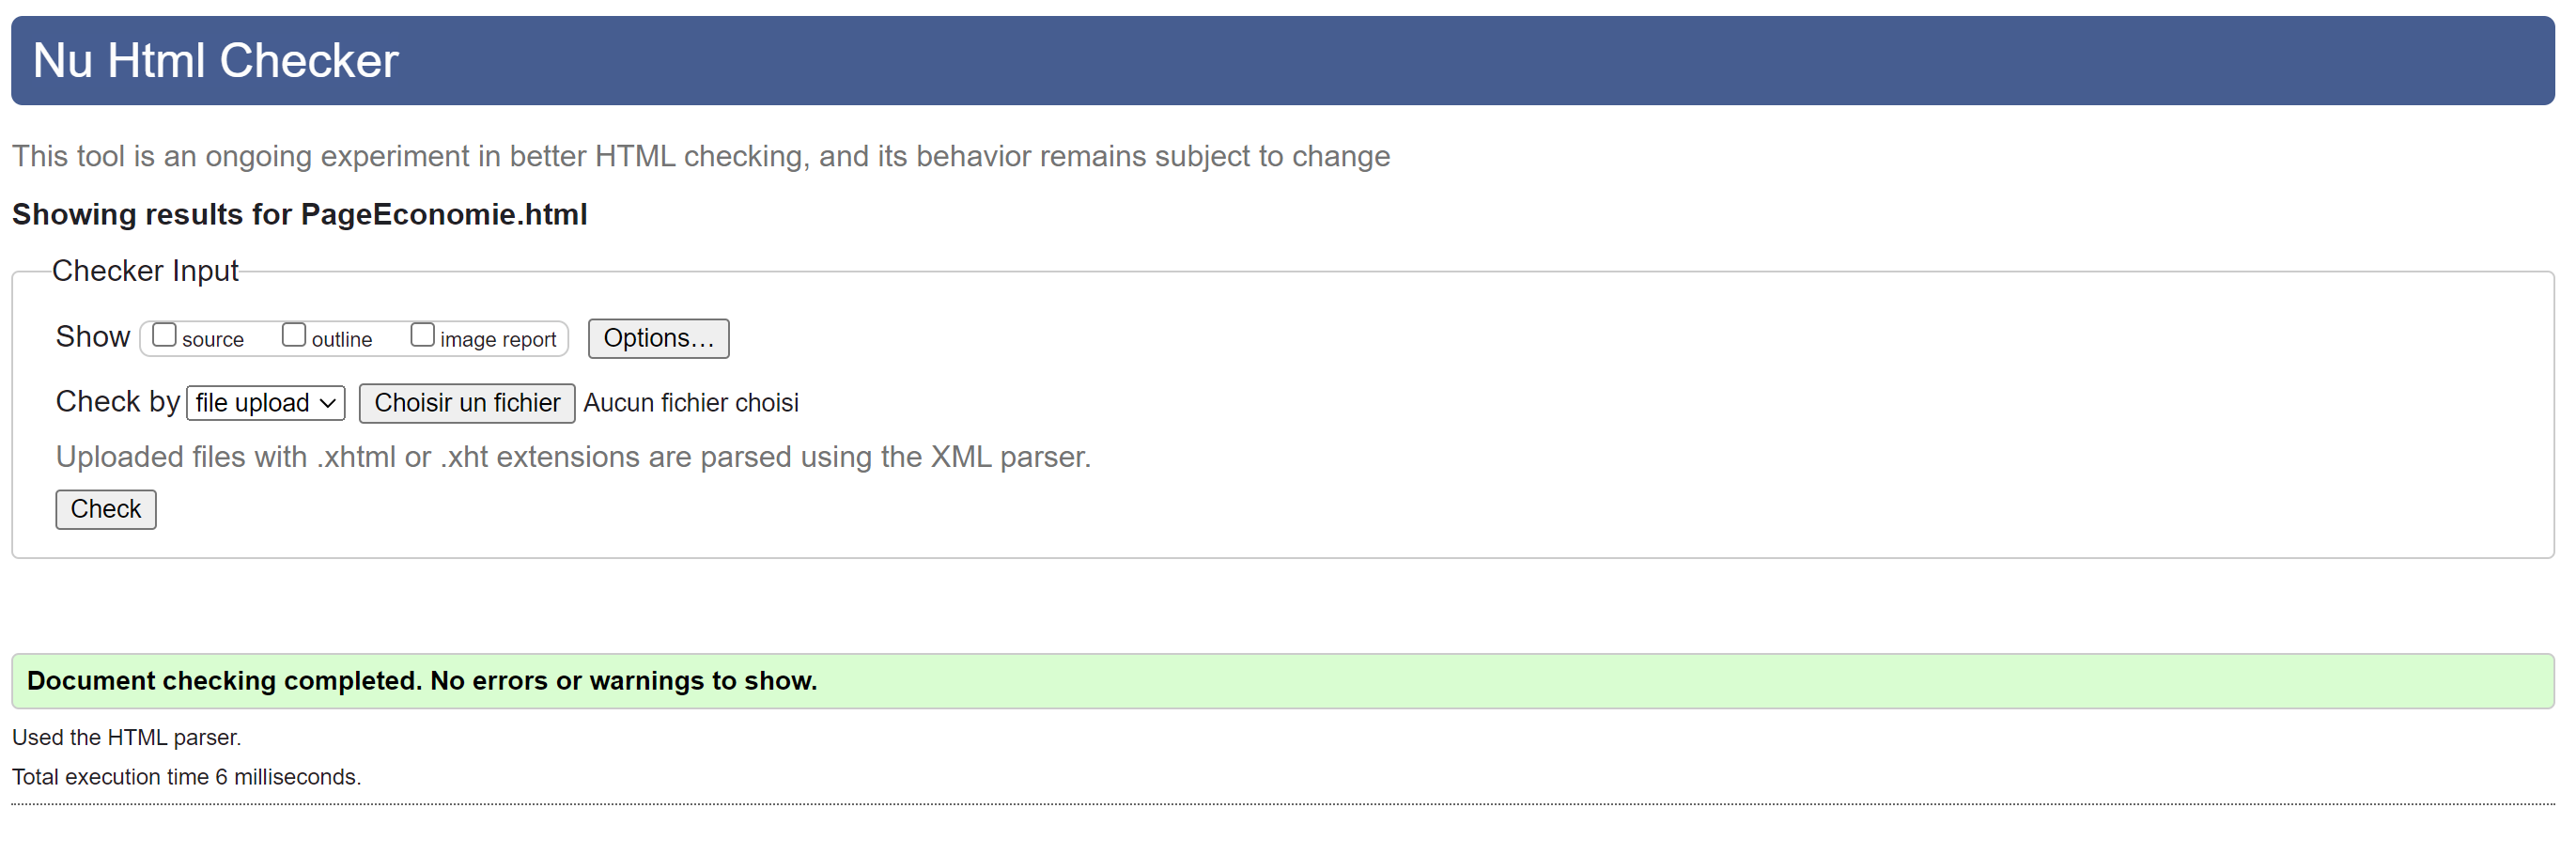 Nu Html Checker
This tool is an ongoing experiment in better HTML checking, and its behavior remains subject to change
Showing results for PageEconomie.html
Checker Input
Show source outline image report Options...
Check by file upload Choisir un fichier Aucun fichier choisi
Uploaded files with .xhtml or .xht extensions are parsed using the XML parser.
Check
Document checking completed. No errors or warnings to show.
Used the HTML parser.
Total execution time 6 milliseconds.